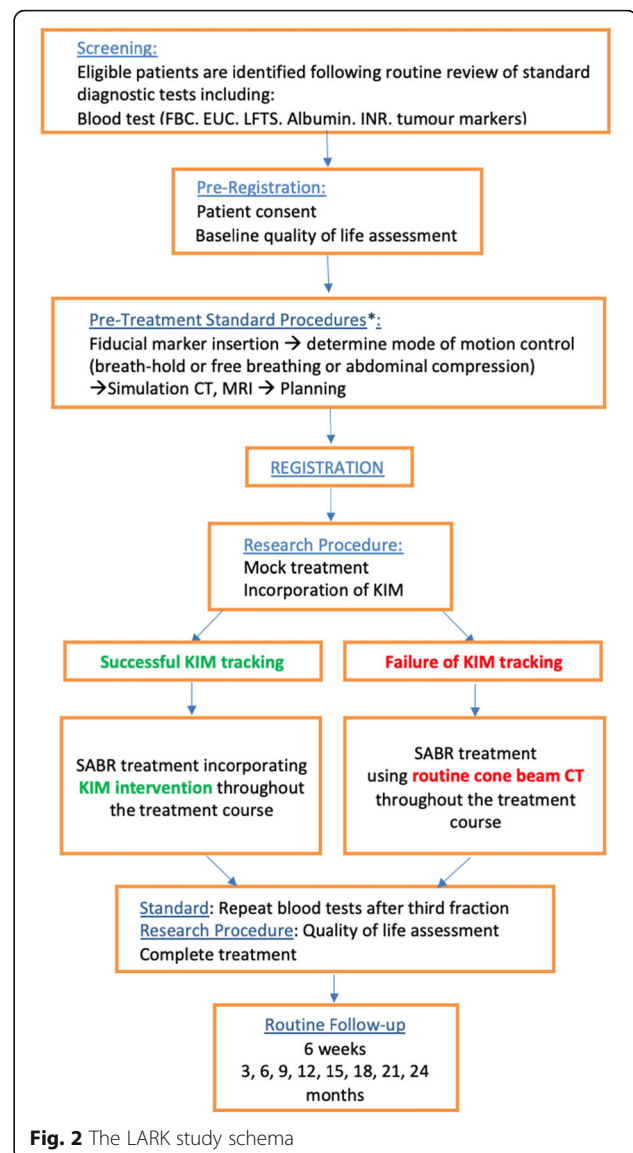 Screening:
Eligible patients are identified following routine review of standard
diagnostic tests including:
Blood test (FBC, EUC, LFTS, Albumin, INR, tumour markers)
Pre-Registration:
Patient consent
Baseline quality of life assessment
Pre-Treatment Standard Procedures*:
Fiducial marker insertion → determine mode of motion control
(breath-hold or free breathing or abdominal compression)
→Simulation CT, MRI → Planning
REGISTRATION
Research Procedure:
Mock treatment
Incorporation of KIM
Successful KIM tracking
Failure of KIM tracking
SABR treatment incorporating
KIM intervention throughout
the treatment course
SABR treatment
using routine cone beam CT
throughout the treatment
course
Standard: Repeat blood tests after third fraction
Research Procedure: Quality of life assessment
Complete treatment
Routine Follow-up
6 weeks
3, 6, 9, 12, 15, 18, 21, 24
months
Fig. 2 The LARK study schema